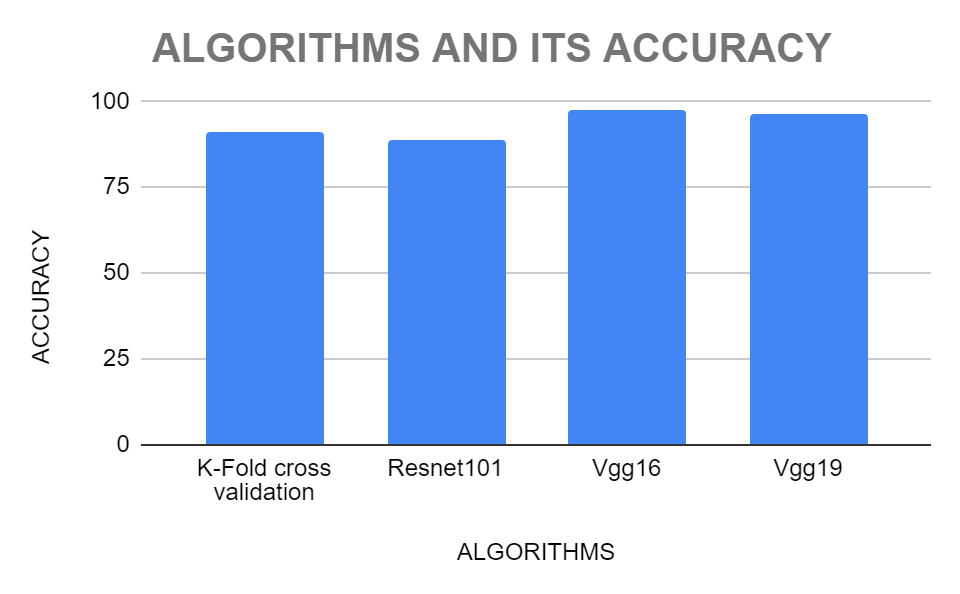 ALGORITHMS AND ITS ACCURACY
100
75
50
25
0
ACCURACY
K-Fold cross
validation
Resnet101
Vgg16
Vgg19
ALGORITHMS